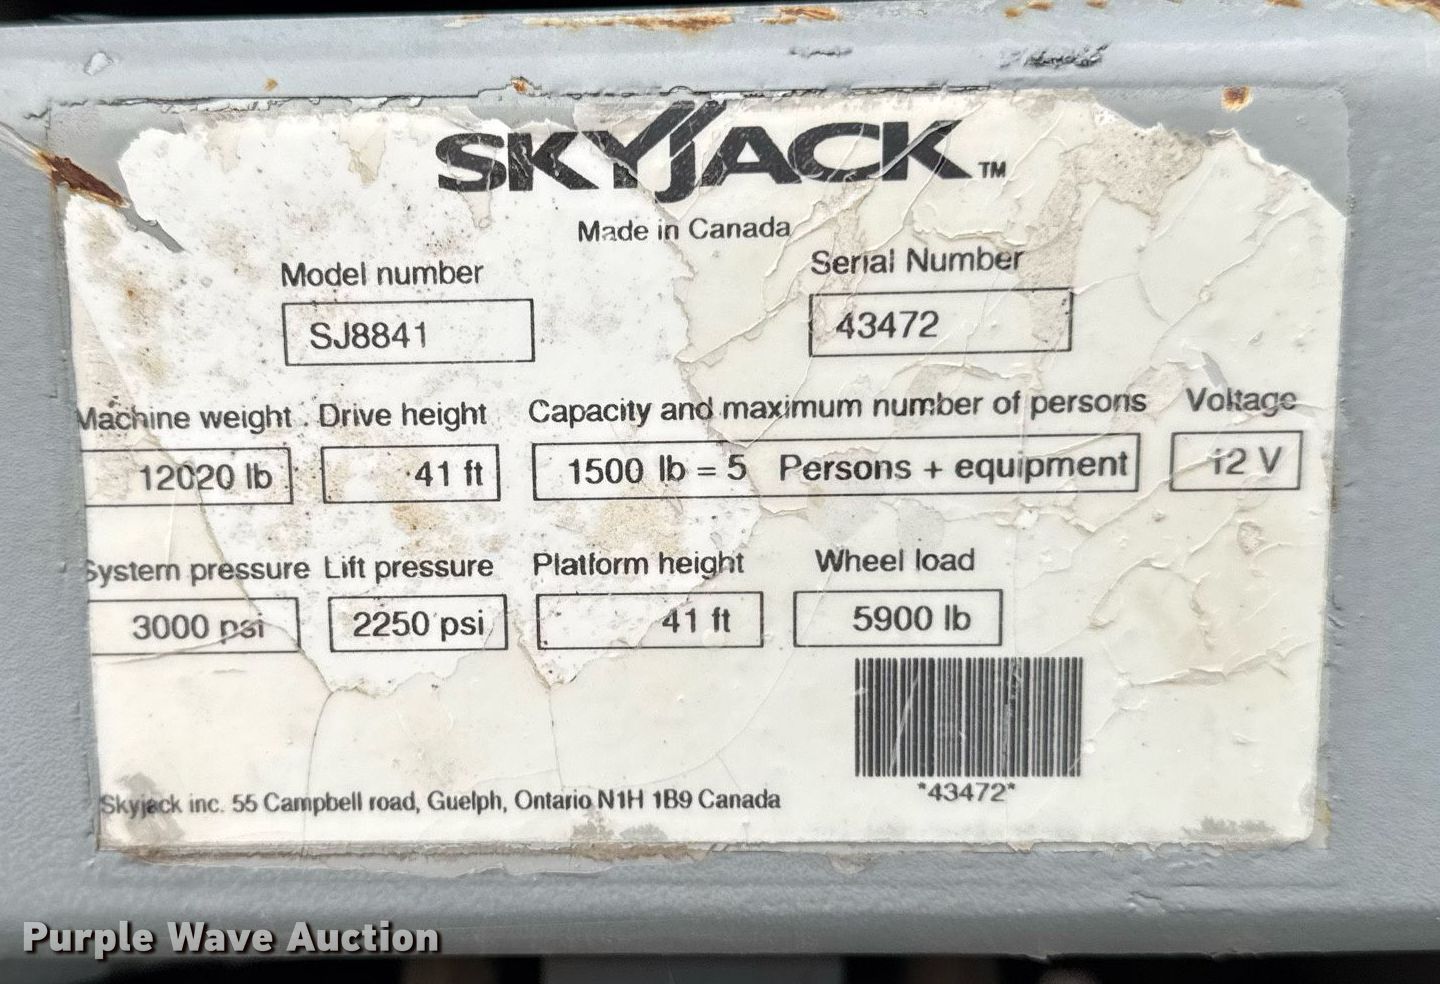 SKYJACK™
Made in Canada
Model number Serial Number
SJ8841 43472
Machine weight Drive height Capacity and maximum number of persons Voltage
12020 lb 41 ft 1500 lb = 5 Persons + equipment 12 V
System pressure Lift pressure Platform height Wheel load
3000 psi 2250 psi 41 ft 5900 lb
*43472*
Skyjack inc. 55 Campbell road, Guelph, Ontario N1H 1B9 Canada
Purple Wave Auction